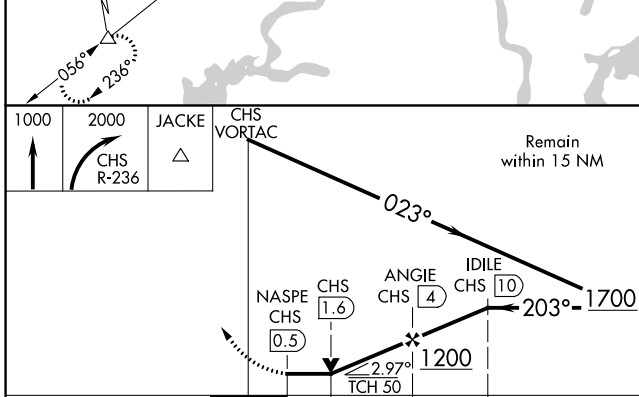 056°
236°
1000
2000
CHS
R-236
JACKE
CHS
VORTAC
Remain
within 15 NM
023°
IDILE
CHS 10
ANGIE
CHS 4
CHS
1.6
NASPE
CHS
0.5
1700
203°
1200
2.97°
TCH 50